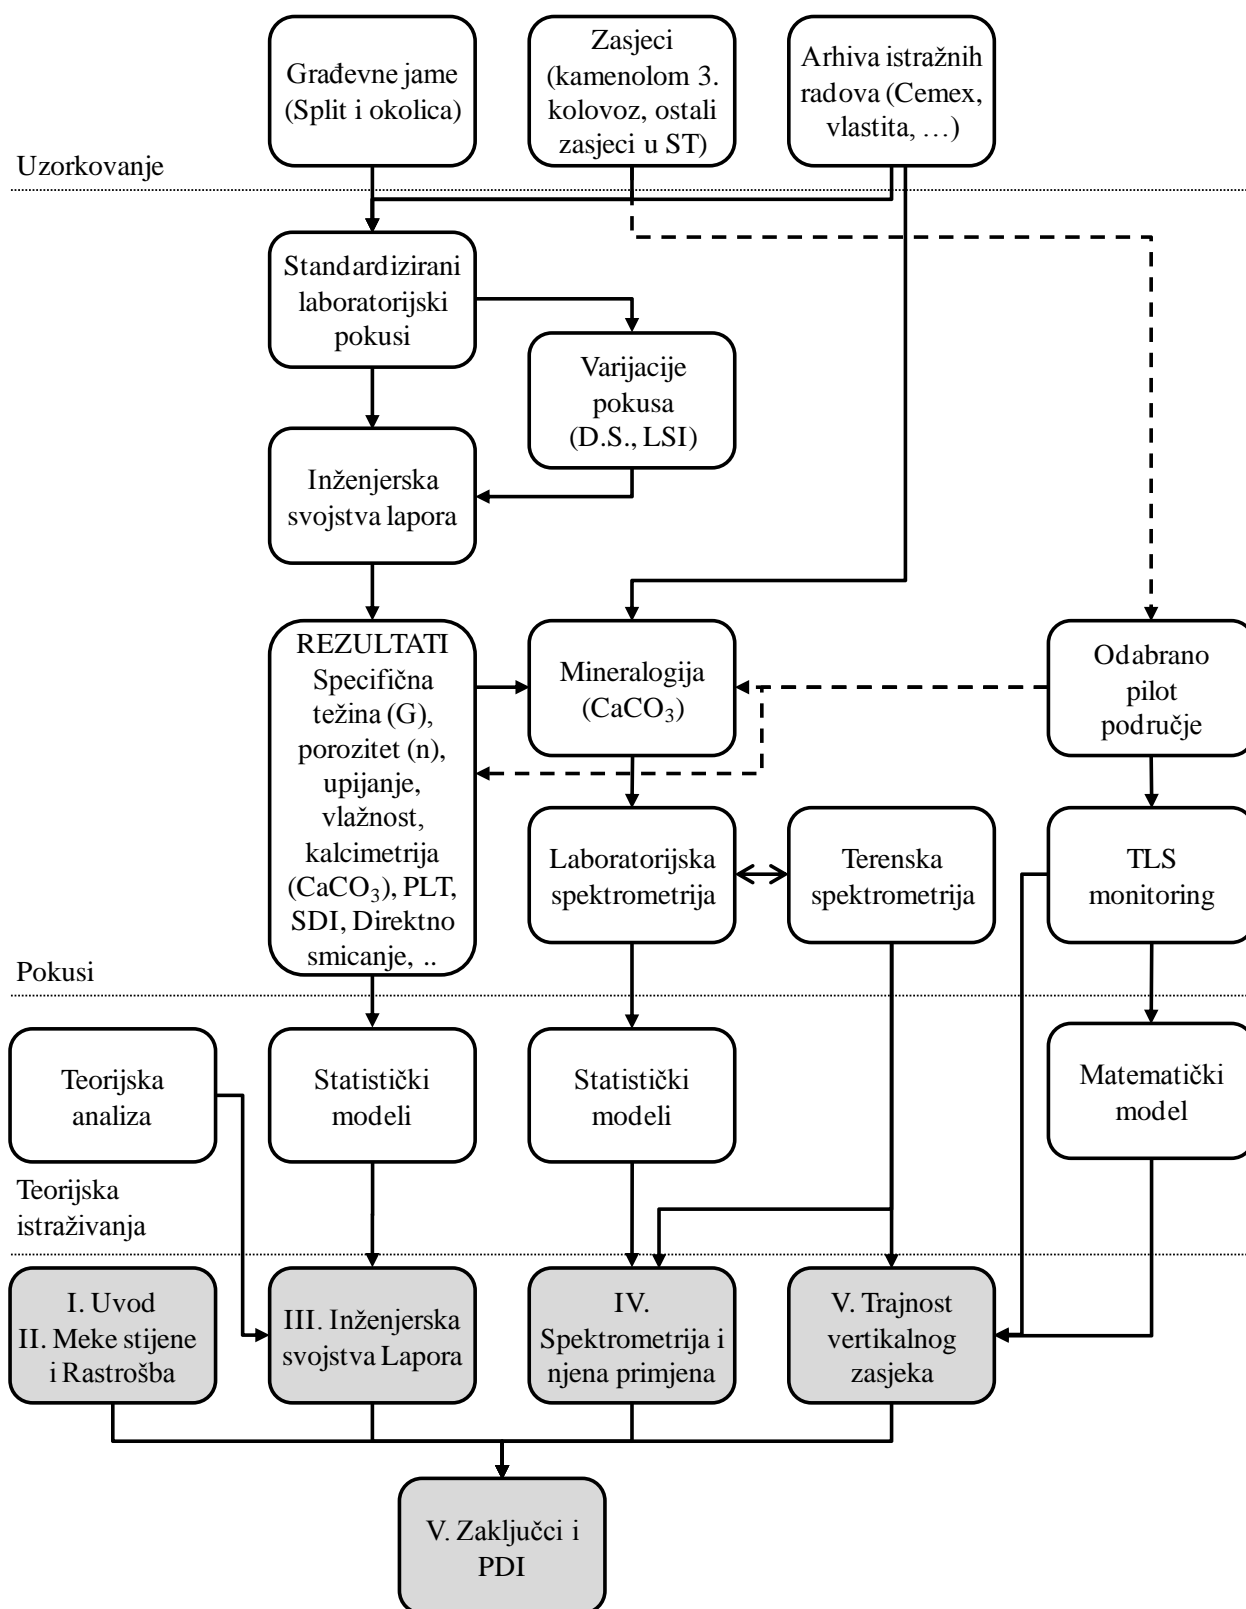 Građevne jame
(Split i okolica)
Zasjeci
(kamenolom 3.
kolovoz, ostali
zasjeci u ST)
Arhiva istražnih
radova (Cemex,
vlastita, …)
Uzorkovanje
Standardizirani
laboratorijski
pokusi
Varijacije
pokusa
(D.S., LSI)
Inženjerska
svojstva lapora
REZULTATI
Specifična
težina (G),
porozitet (n),
upijanje,
vlažnost,
kalcimetrija
(CaCO₃), PLT,
SDI, Direktno
smicanje, ..
Mineralogija
(CaCO₃)
Odabrano
pilot
područje
Laboratorijska
spektrometrija
Terenska
spektrometrija
TLS
monitoring
Pokusi
Teorijska
analiza
Statistički
modeli
Statistički
modeli
Matematički
model
Teorijska
istraživanja
I. Uvod
II. Meke stijene
i Rastrošba
III. Inženjerska
svojstva Lapora
IV.
Spektrometrija i
njena primjena
V. Trajnost
vertikalnog
zasjeka
V. Zaključci i
PDI